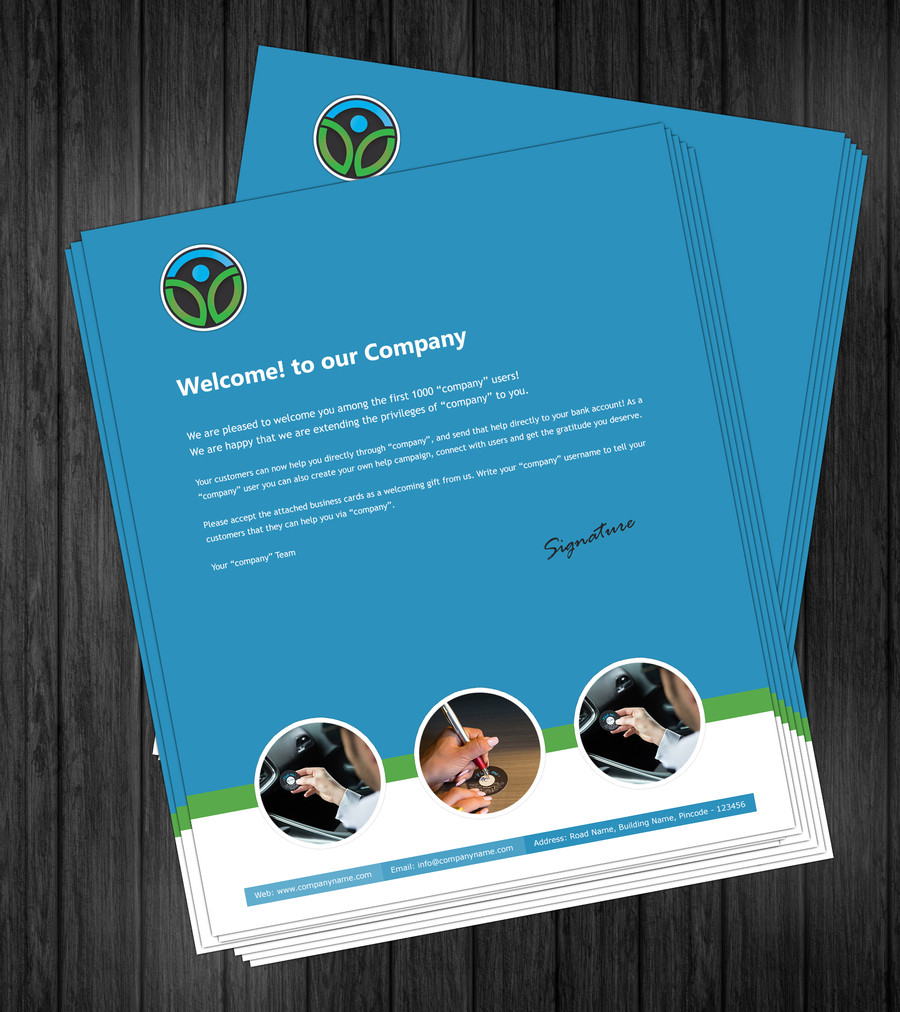 Welcome! to our Company
We are pleased to welcome you among the first 1000 “company” users!
We are happy that we are extending the privileges of “company” to you.
Your customers can now help you directly through “company”, and send that help directly to your bank account! As a
“company” user you can also create your own help campaign, connect with users and get the gratitude you deserve.
Please accept the attached business cards as a welcoming gift from us. Write your “company” username to tell your
customers that they can help you via “company”.
Your “company” Team
Signature
Web: www.companyname.com Email: info@companyname.com Address: Road Name, Building Name, Pincode - 123456